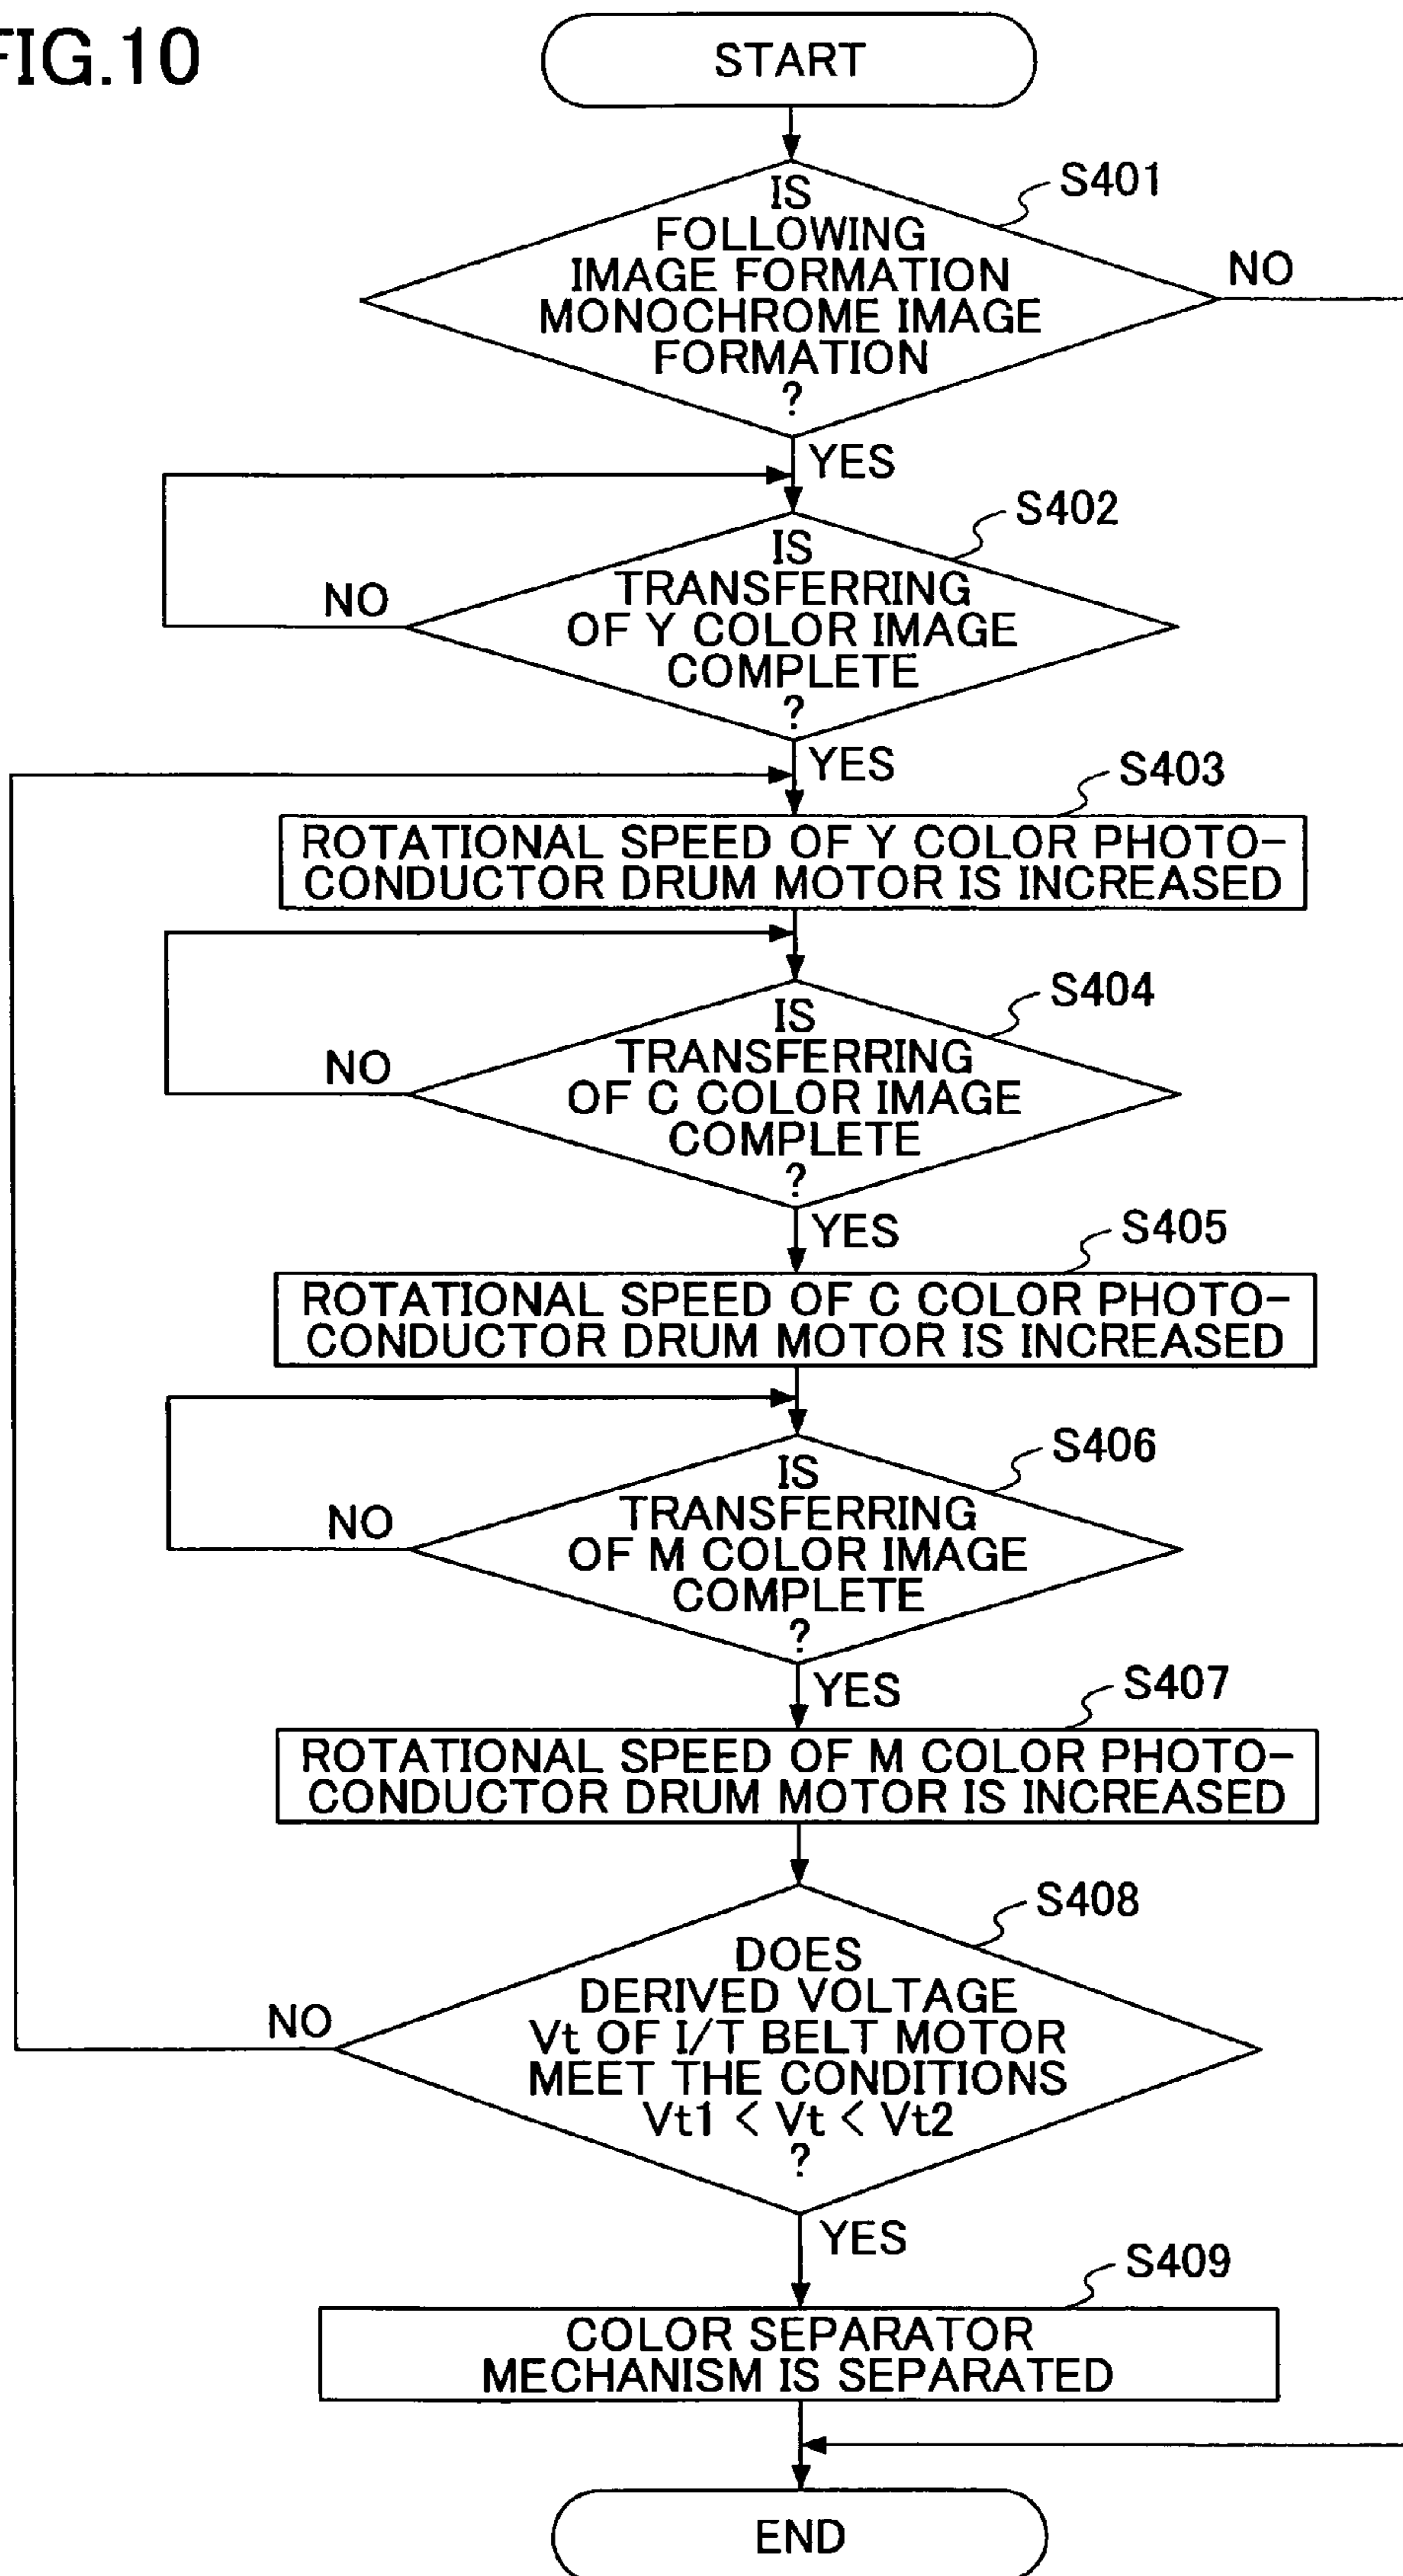 FIG.10
START
S401
IS
FOLLOWING
IMAGE FORMATION
MONOCHROME IMAGE
FORMATION
?
NO
YES
S402
IS
TRANSFERRING
OF Y COLOR IMAGE
COMPLETE
?
NO
YES
S403
ROTATIONAL SPEED OF Y COLOR PHOTO-
CONDUCTOR DRUM MOTOR IS INCREASED
S404
IS
TRANSFERRING
OF C COLOR IMAGE
COMPLETE
?
NO
YES
S405
ROTATIONAL SPEED OF C COLOR PHOTO-
CONDUCTOR DRUM MOTOR IS INCREASED
S406
IS
TRANSFERRING
OF M COLOR IMAGE
COMPLETE
?
NO
YES
S407
ROTATIONAL SPEED OF M COLOR PHOTO-
CONDUCTOR DRUM MOTOR IS INCREASED
S408
DOES
DERIVED VOLTAGE
Vt OF I/T BELT MOTOR
MEET THE CONDITIONS
Vt1 < Vt < Vt2
?
NO
YES
S409
COLOR SEPARATOR
MECHANISM IS SEPARATED
END